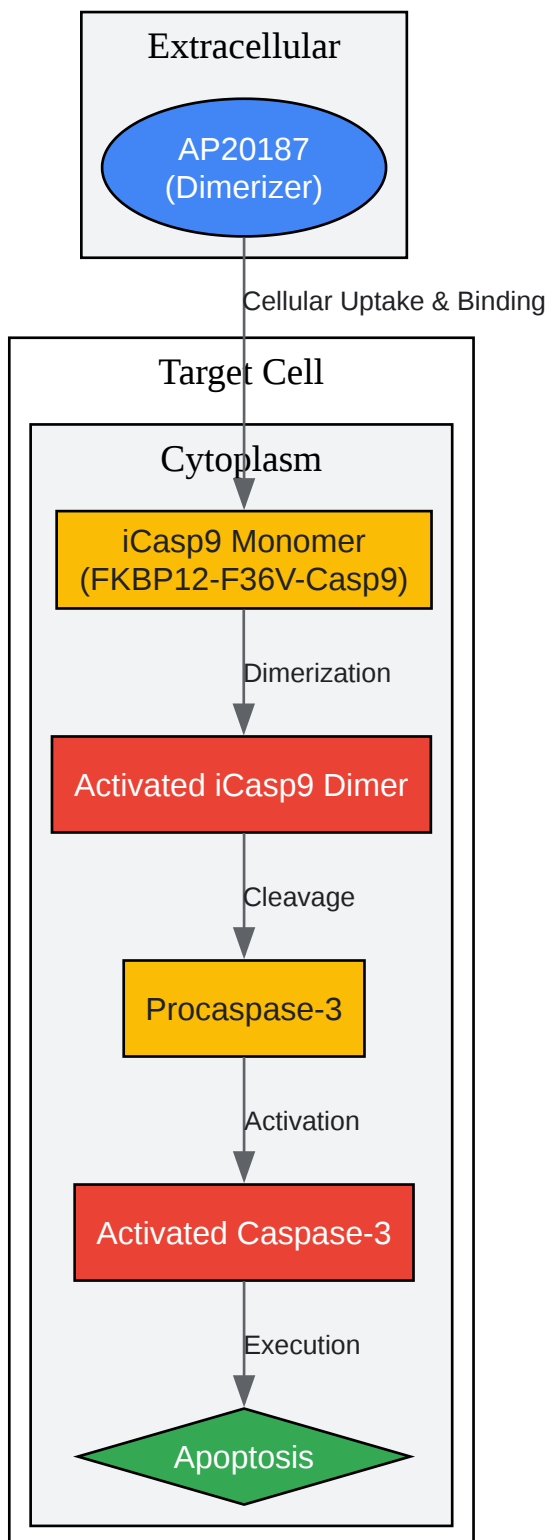 Extracellular
AP20187
(Dimerizer)
Cellular Uptake & Binding
Target Cell
Cytoplasm
iCasp9 Monomer
(FKBP12-F36V-Casp9)
Dimerization
Activated iCasp9 Dimer
Cleavage
Procaspase-3
Activation
Activated Caspase-3
Execution
Apoptosis